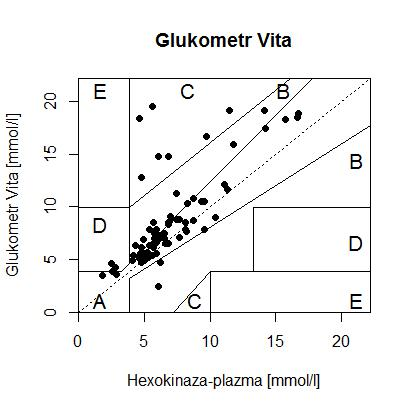 Glukometr Vita
E
C
B
20
15
B
10
D
D
5
A
C
E
0
0 5 10 15 20
Glukometr Vita [mmol/l]
Hexokinaza-plazma [mmol/l]